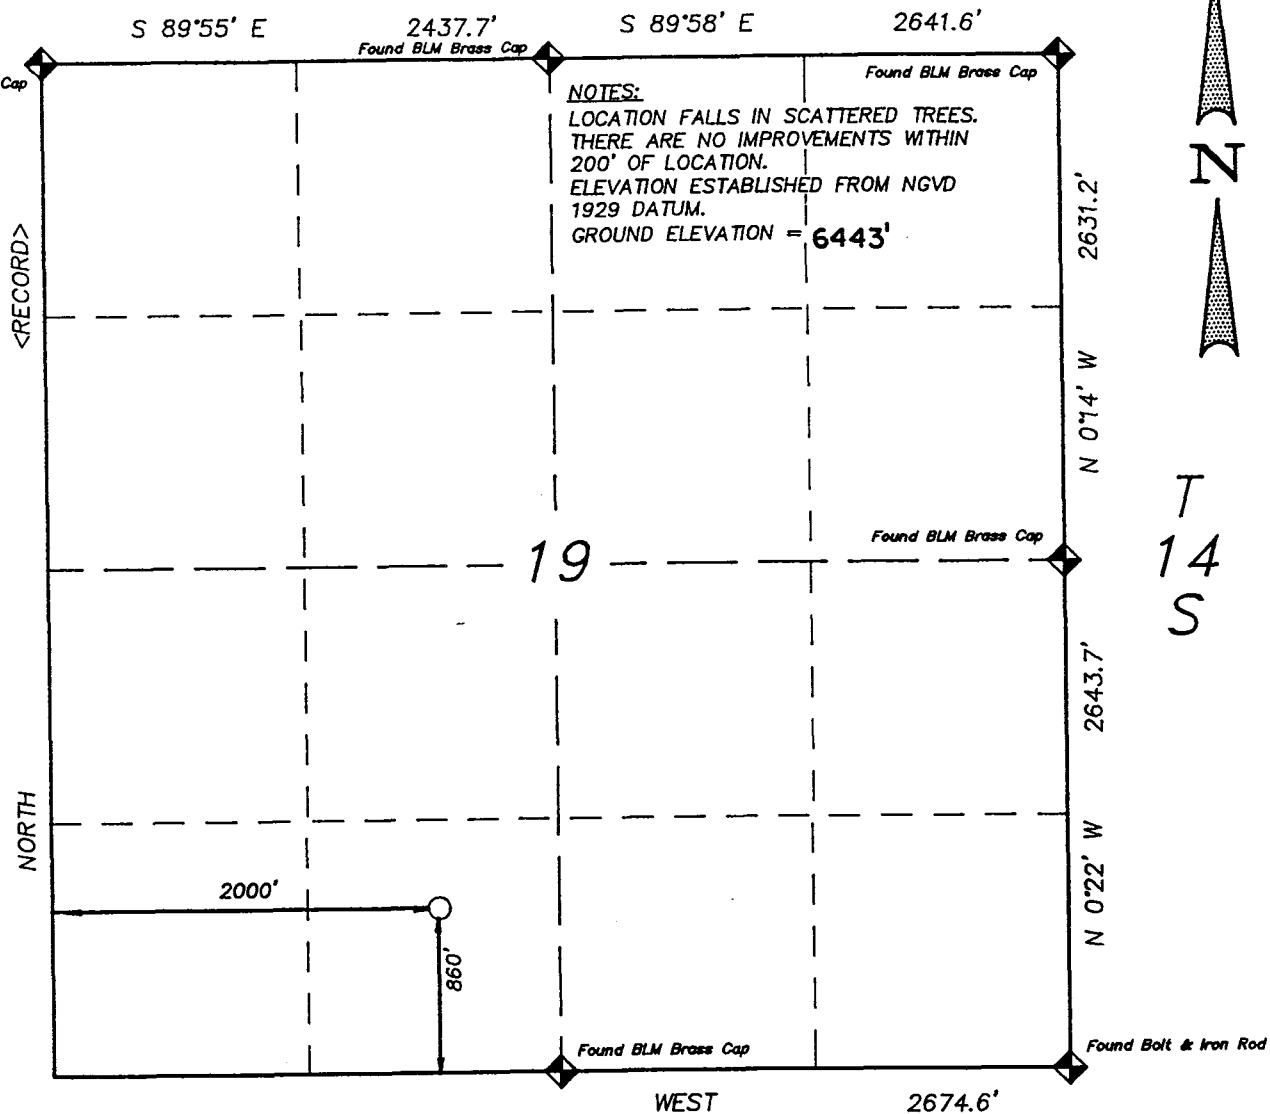 S 89°55' E 2437.7' S 89°58' E 2641.6'
Found BLM Brass Cap
Cap
Found BLM Brass Cap
NOTES:
LOCATION FALLS IN SCATTERED TREES.
THERE ARE NO IMPROVEMENTS WITHIN
200' OF LOCATION.
ELEVATION ESTABLISHED FROM NGVD
1929 DATUM.
GROUND ELEVATION = 6443'
N
2631.2'
<RECORD>
N 0°14' W
T
14
S
Found BLM Brass Cap
19
2643.7'
NORTH
N 0°22' W
2000'
860'
Found BLM Brass Cap
Found Bolt & Iron Rod
WEST 2674.6'